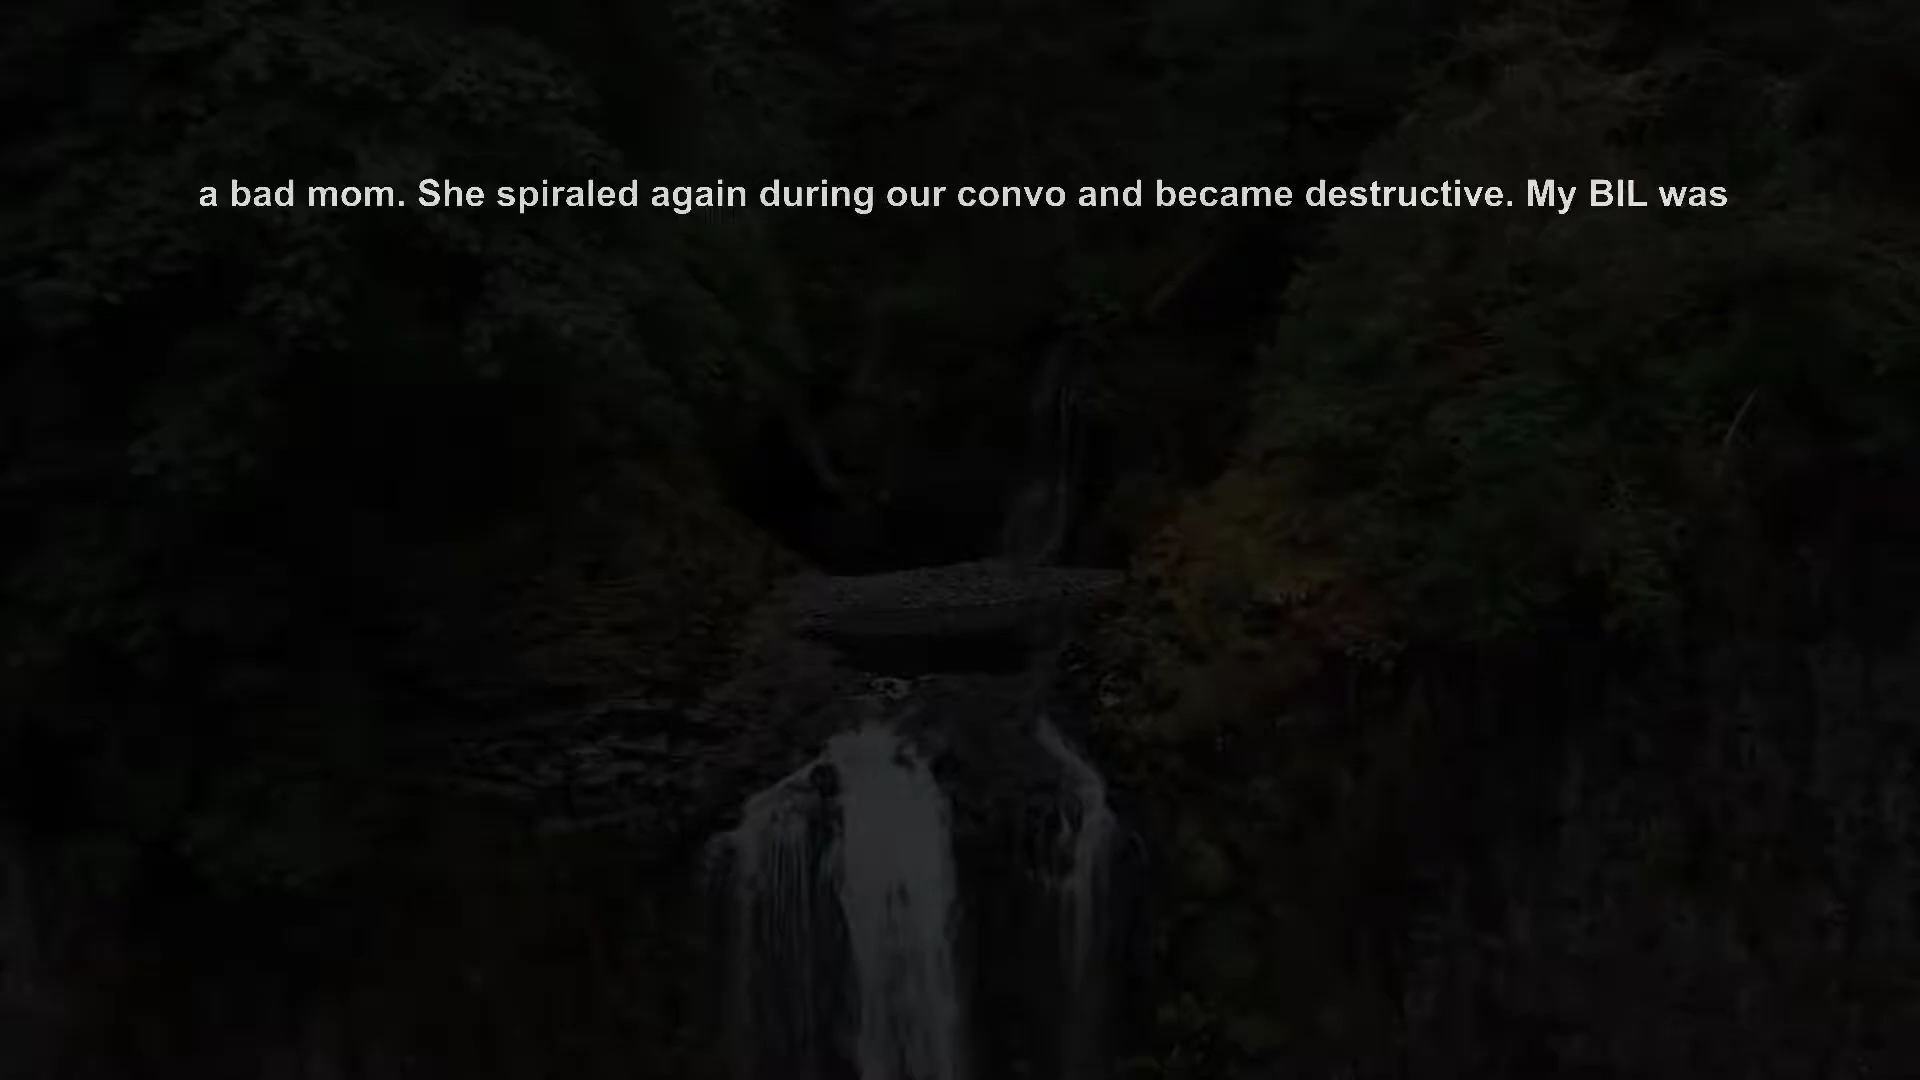 a bad mom. She spiraled again during our convo and became destructive. My BIL was